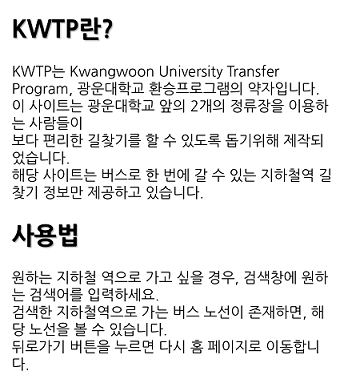 KWTP란?
KWTP는 Kwangwoon University Transfer
Program, 광운대학교 환승프로그램의 약자입니다.
이 사이트는 광운대학교 앞의 2개의 정류장을 이용하
는 사람들이
보다 편리한 길찾기를 할 수 있도록 돕기위해 제작되
었습니다.
해당 사이트는 버스로 한 번에 갈 수 있는 지하철역 길
찾기 정보만 제공하고 있습니다.
사용법
원하는 지하철 역으로 가고 싶을 경우, 검색창에 원하
는 검색어를 입력하세요.
검색한 지하철역으로 가는 버스 노선이 존재하면, 해
당 노선을 볼 수 있습니다.
뒤로가기 버튼을 누르면 다시 홈 페이지로 이동합니
다.